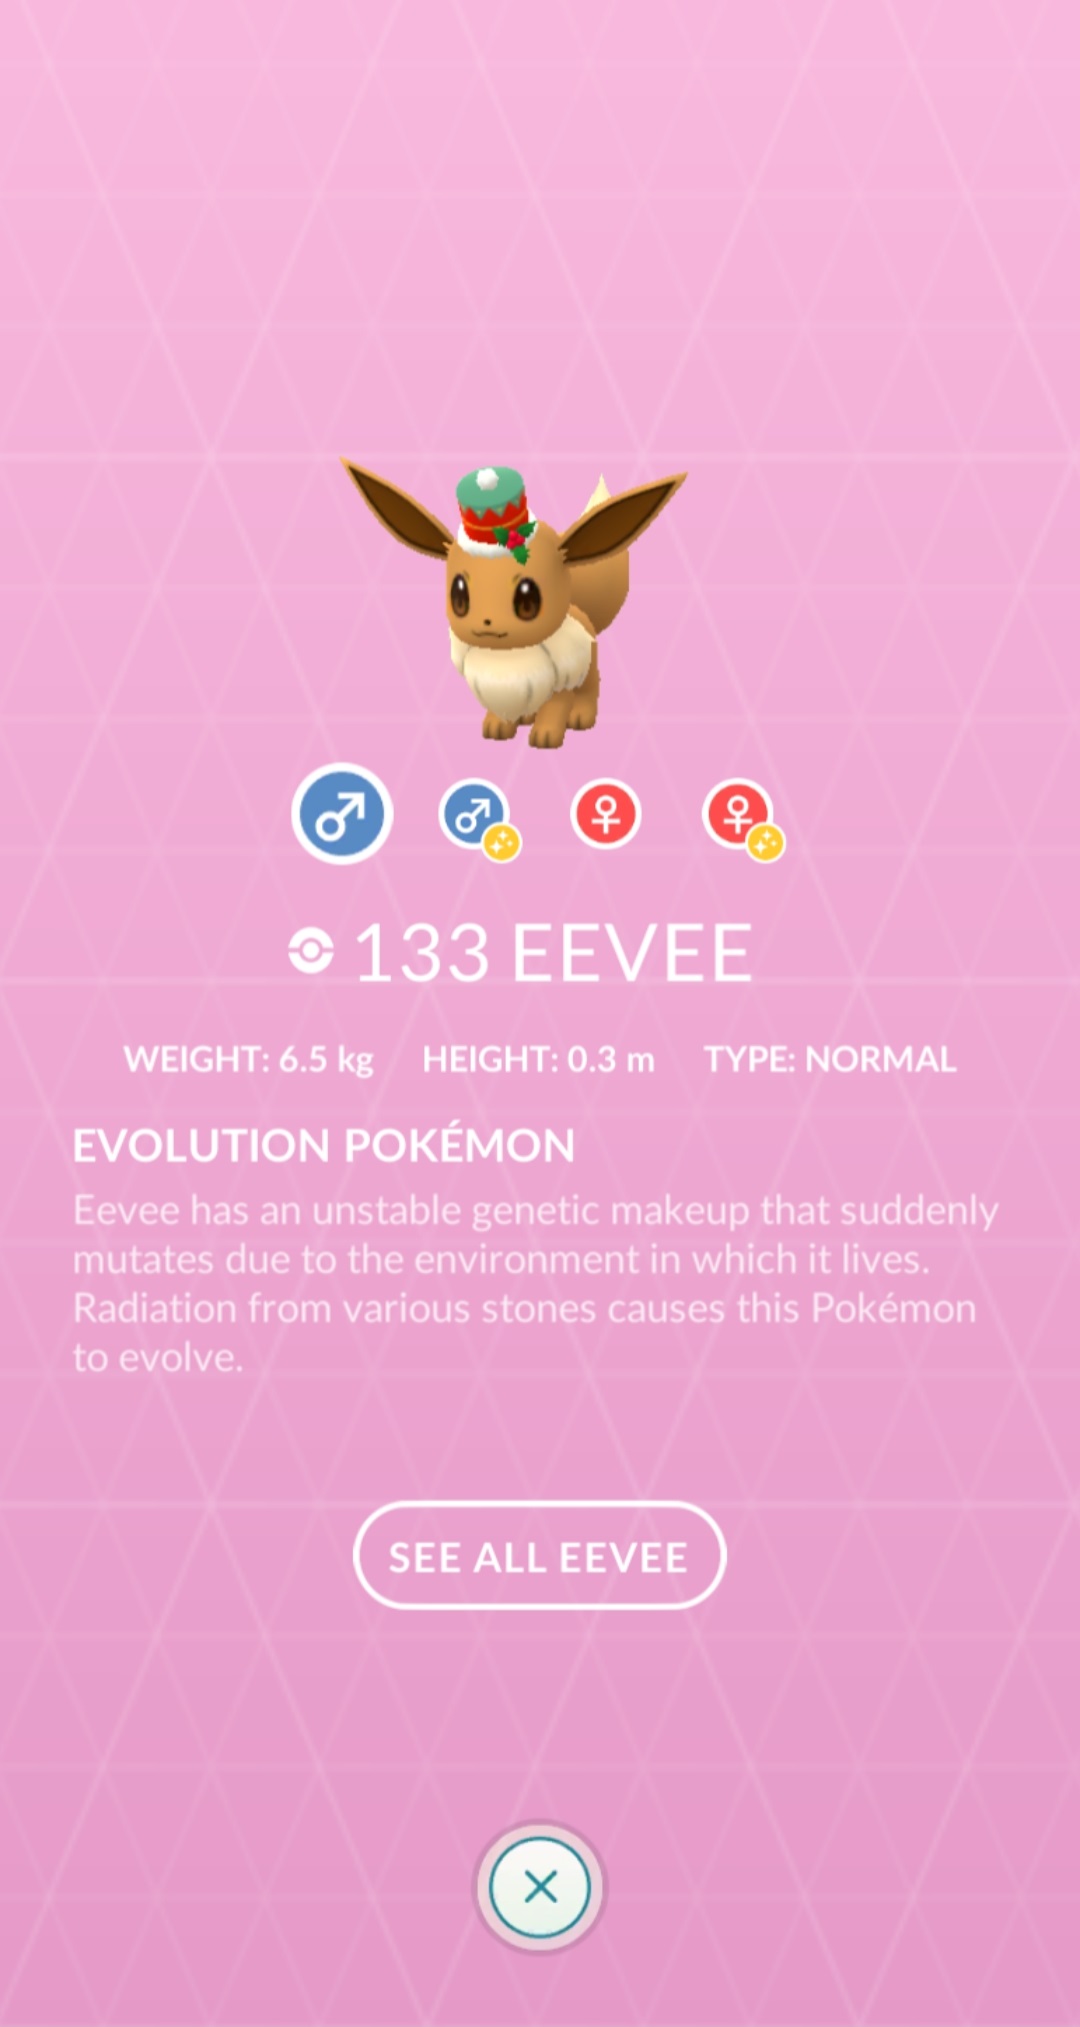 133 EEVEE
WEIGHT: 6.5 kg HEIGHT: 0.3 m TYPE: NORMAL
EVOLUTION POKÉMON
Eevee has an unstable genetic makeup that suddenly
mutates due to the environment in which it lives.
Radiation from various stones causes this Pokémon
to evolve.
SEE ALL EEVEE